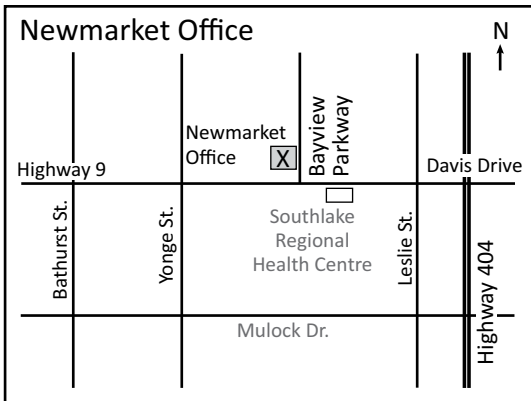 Newmarket Office
N
Newmarket
Office
X
Bayview
Parkway
Highway 9
Davis Drive
Southlake
Regional
Health Centre
Bathurst St.
Yonge St.
Leslie St.
Highway 404
Mulock Dr.